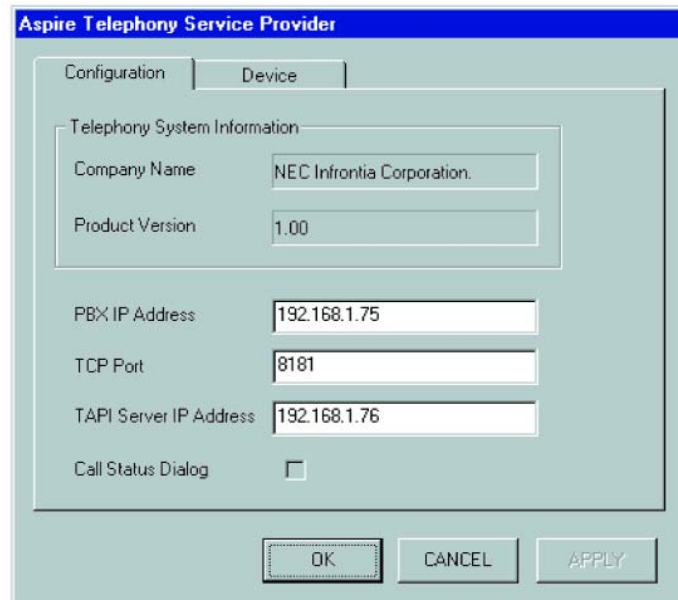 Aspire Telephony Service Provider
Configuration Device
Telephony System Information
Company Name NEC Infrontia Corporation.
Product Version 1.00
PBX IP Address 192.168.1.75
TCP Port 8181
TAPI Server IP Address 192.168.1.76
Call Status Dialog
OK CANCEL APPLY